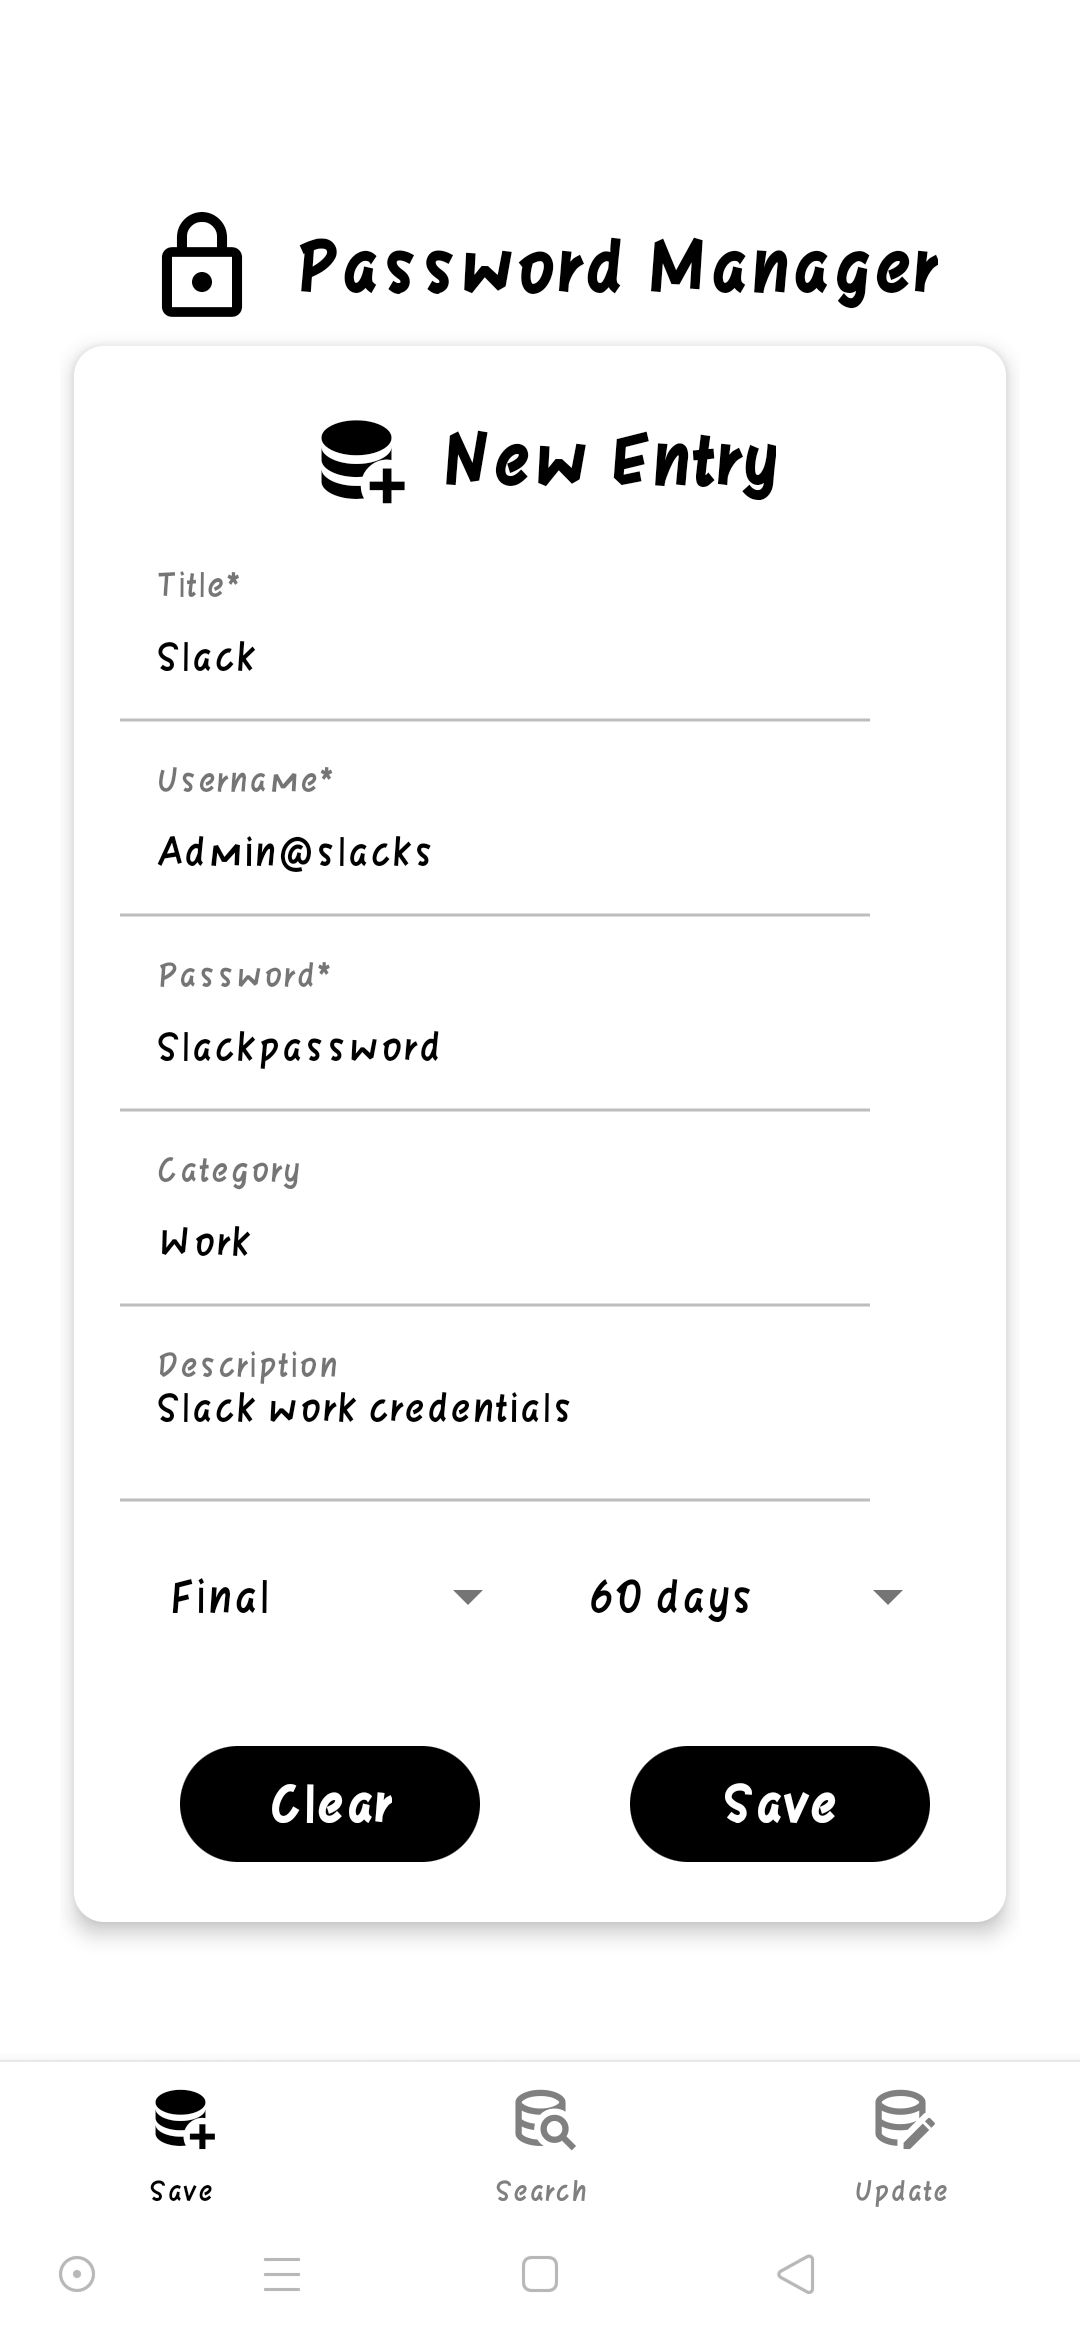 Password Manager
New Entry
Title*
Slack
Username*
Admin@slacks
Password*
Slackpassword
Category
Work
Description
Slack work credentials
Final 60 days
Clear Save
Save Search Update